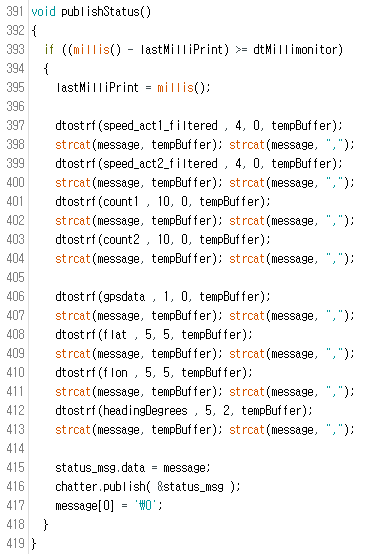 391 void publishStatus()
392 {
393 if ((millis() - lastMilliPrint) >= dtMillimonitor)
394 {
395 lastMilliPrint = millis();
396
397 dtostrf(speed_act1_filtered , 4, 0, tempBuffer);
398 strcat(message, tempBuffer); strcat(message, ",");
399 dtostrf(speed_act2_filtered , 4, 0, tempBuffer);
400 strcat(message, tempBuffer); strcat(message, ",");
401 dtostrf(count1 , 10, 0, tempBuffer);
402 strcat(message, tempBuffer); strcat(message, ",");
403 dtostrf(count2 , 10, 0, tempBuffer);
404 strcat(message, tempBuffer); strcat(message, ",");
405
406 dtostrf(gpsdata , 1, 0, tempBuffer);
407 strcat(message, tempBuffer); strcat(message, ",");
408 dtostrf(flat , 5, 5, tempBuffer);
409 strcat(message, tempBuffer); strcat(message, ",");
410 dtostrf(flon , 5, 5, tempBuffer);
411 strcat(message, tempBuffer); strcat(message, ",");
412 dtostrf(headingDegrees , 5, 2, tempBuffer);
413 strcat(message, tempBuffer); strcat(message, ",");
414
415 status_msg.data = message;
416 chatter.publish( &status_msg );
417 message[0] = '₩0';
418 }
419 }